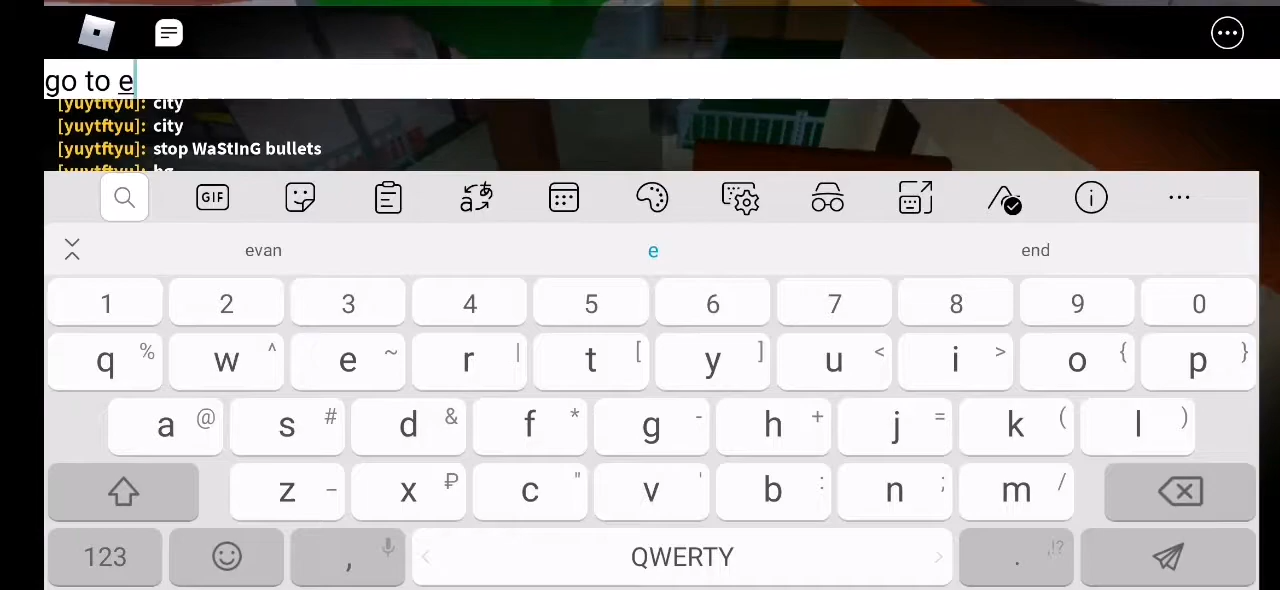 go to e
[yuytftyu]: city
[yuytftyu]: city
[yuytftyu]: stop WaStInG bullets
[yuytftyu]:
GIF
evan e end
1 2 3 4 5 6 7 8 9 0
q % w ^ e ~ r | t [ y ] u < i > o { p }
a @ s # d & f * g - h + j = k ( l )
z _ x ₽ c " v ' b : n ; m /
123 , < QWERTY > . ,!?